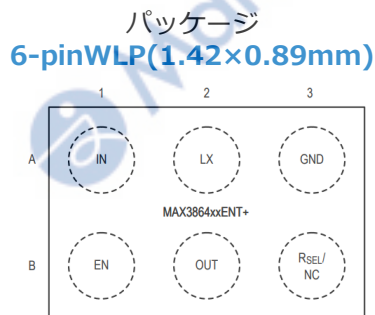 パッケージ
6-pinWLP(1.42×0.89mm)
1 2 3
A IN LX GND
MAX3864xxENT+
B EN OUT RSEL/
NC